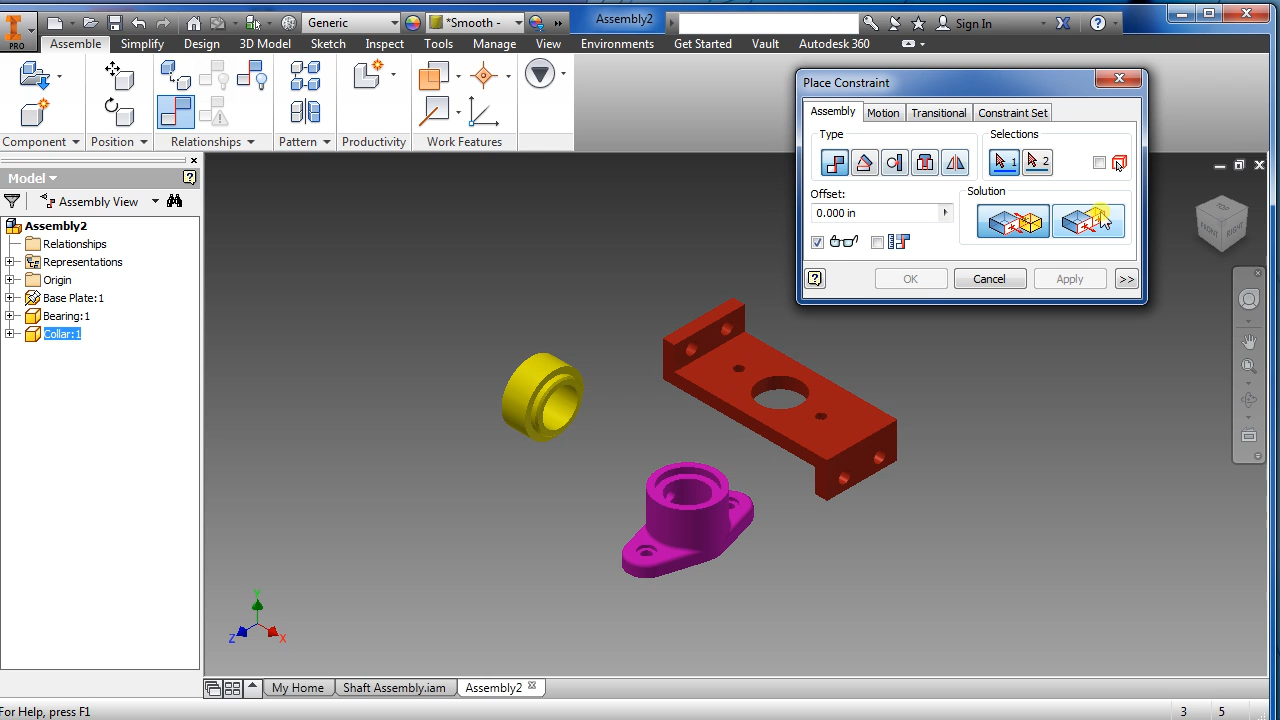 PRO
Generic
*Smooth -
Assembly2
Sign In
Assemble Simplify Design 3D Model Sketch Inspect Tools Manage View Environments Get Started Vault Autodesk 360
Component Position Relationships Pattern Productivity Work Features
Model
Assembly View
Assembly2
Relationships
Representations
Origin
Base Plate:1
Bearing:1
Collar:1
Place Constraint
Assembly Motion Transitional Constraint Set
Type
Selections
1 2
Offset:
0.000 in
Solution
OK Cancel Apply >>
TOP
FRONT RIGHT
Y
Z X
My Home Shaft Assembly.iam Assembly2
For Help, press F1
3 5